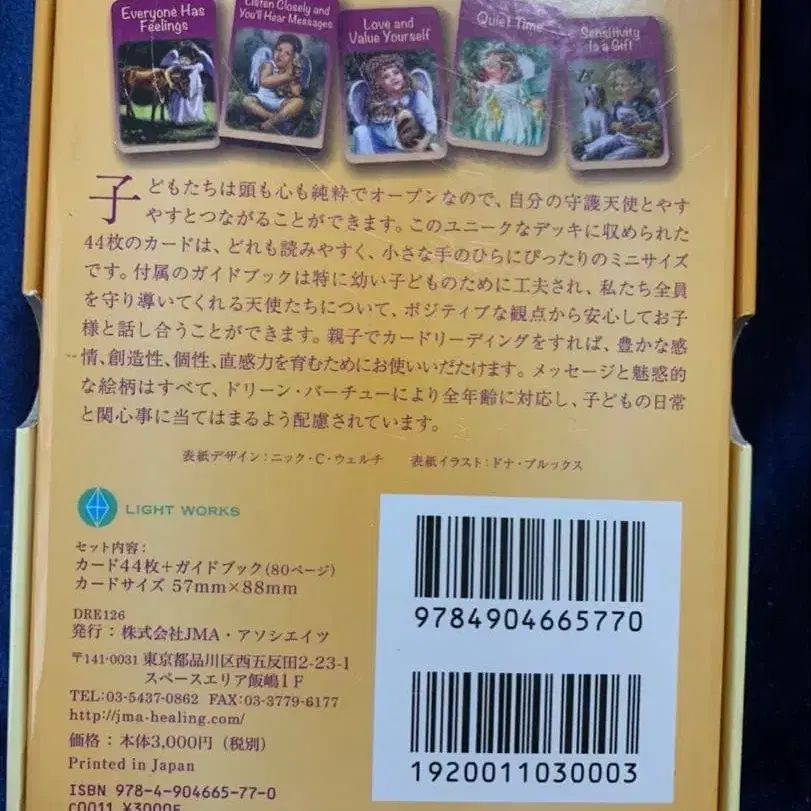 Everyone Has
Feelings
Listen Closely and
You'll Hear Messages
Love and
Value Yourself
Quiet Time
Sensitivity
Is a Gift
子どもたちは頭も心も純粋でオープンなので、自分の守護天使とやす
やすとつながることができます。このユニークなデッキに収められた
44枚のカードは、どれも読みやすく、小さな手のひらにぴったりのミニサイズ
です。付属のガイドブックは特に幼い子どものために工夫され、私たち全員
を守り導いてくれる天使たちについて、ポジティブな観点から安心してお子
様と話し合うことができます。親子でカードリーディングをすれば、豊かな感
情、創造性、個性、直感力を育むためにお使いいだたけます。メッセージと魅惑的
な絵柄はすべて、ドリーン・バーチューにより全年齢に対応し、子どもの日常
と関心事に当てはまるよう配慮されています。
表紙デザイン：ニック・C・ウェルチ 表紙イラスト：ドナ・ブルックス
LIGHT WORKS
セット内容：
カード44枚＋ガイドブック(80ページ)
カードサイズ 57mm×88mm
DRE126
発行：株式会社JMA・アソシエイツ
〒141-0031 東京都品川区西五反田2-23-1
スペースエリア飯嶋1F
TEL:03-5437-0862 FAX:03-3779-6177
http://jma-healing.com/
価格：本体3,000円（税別）
Printed in Japan
ISBN 978-4-904665-77-0
C0011 ¥3000E
9784904665770
1920011030003